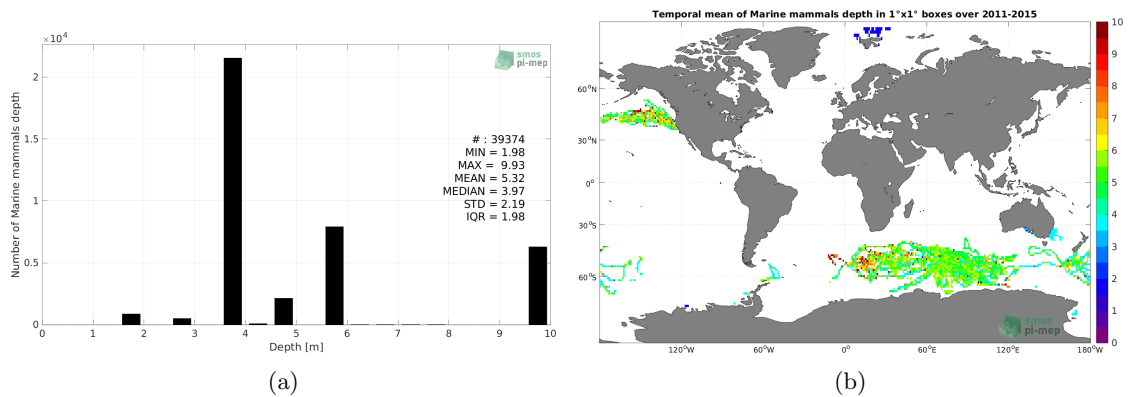 ×10⁴
2
1.5
1
0.5
0
Number of Marine mammals depth
smos
pi-mep
# : 39374
MIN = 1.98
MAX = 9.93
MEAN = 5.32
MEDIAN = 3.97
STD = 2.19
IQR = 1.98
0 1 2 3 4 5 6 7 8 9 10
Depth [m]
(a)
Temporal mean of Marine mammals depth in 1°x1° boxes over 2011-2015
60°N
30°N
0°
30°S
60°S
120°W 60°W 0° 60°E 120°E 180°W
smos
pi-mep
10
9
8
7
6
5
4
3
2
1
0
(b)